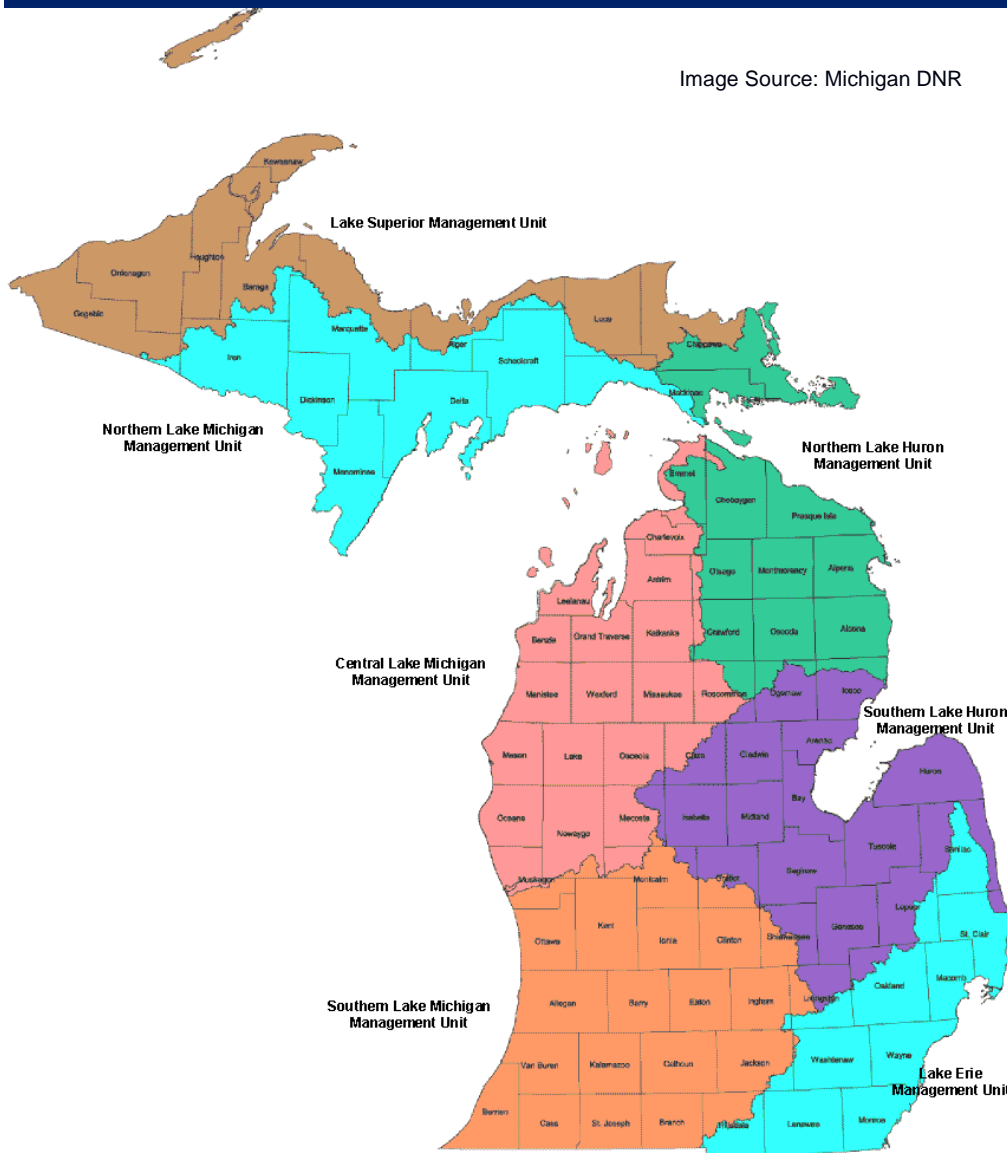 Image Source: Michigan DNR
Keweenaw
Lake Superior Management Unit
Houghton
Ontonagon
Baraga
Gogebic
Luce
Marquette
Alger
Chippewa
Iron
Schoolcraft
Mackinac
Dickinson
Delta
Northern Lake Michigan
Management Unit
Northern Lake Huron
Management Unit
Menominee
Emmet
Cheboygan
Presque Isle
Charlevoix
Otsego
Montmorency
Alpena
Antrim
Leelanau
Benzie
Grand Traverse
Kalkaska
Crawford
Oscoda
Alcona
Central Lake Michigan
Management Unit
Manistee
Wexford
Missaukee
Roscommon
Ogemaw
Iosco
Southern Lake Huron
Management Unit
Mason
Lake
Osceola
Clare
Gladwin
Arenac
Huron
Bay
Oceana
Newaygo
Mecosta
Isabella
Midland
Tuscola
Sanilac
Muskegon
Montcalm
Gratiot
Saginaw
Lapeer
Ottawa
Kent
Ionia
Clinton
Shiawassee
Genesee
St. Clair
Southern Lake Michigan
Management Unit
Allegan
Barry
Eaton
Ingham
Livingston
Oakland
Macomb
Van Buren
Kalamazoo
Calhoun
Jackson
Washtenaw
Wayne
Lake Erie
Management Unit
Berrien
Cass
St. Joseph
Branch
Hillsdale
Lenawee
Monroe